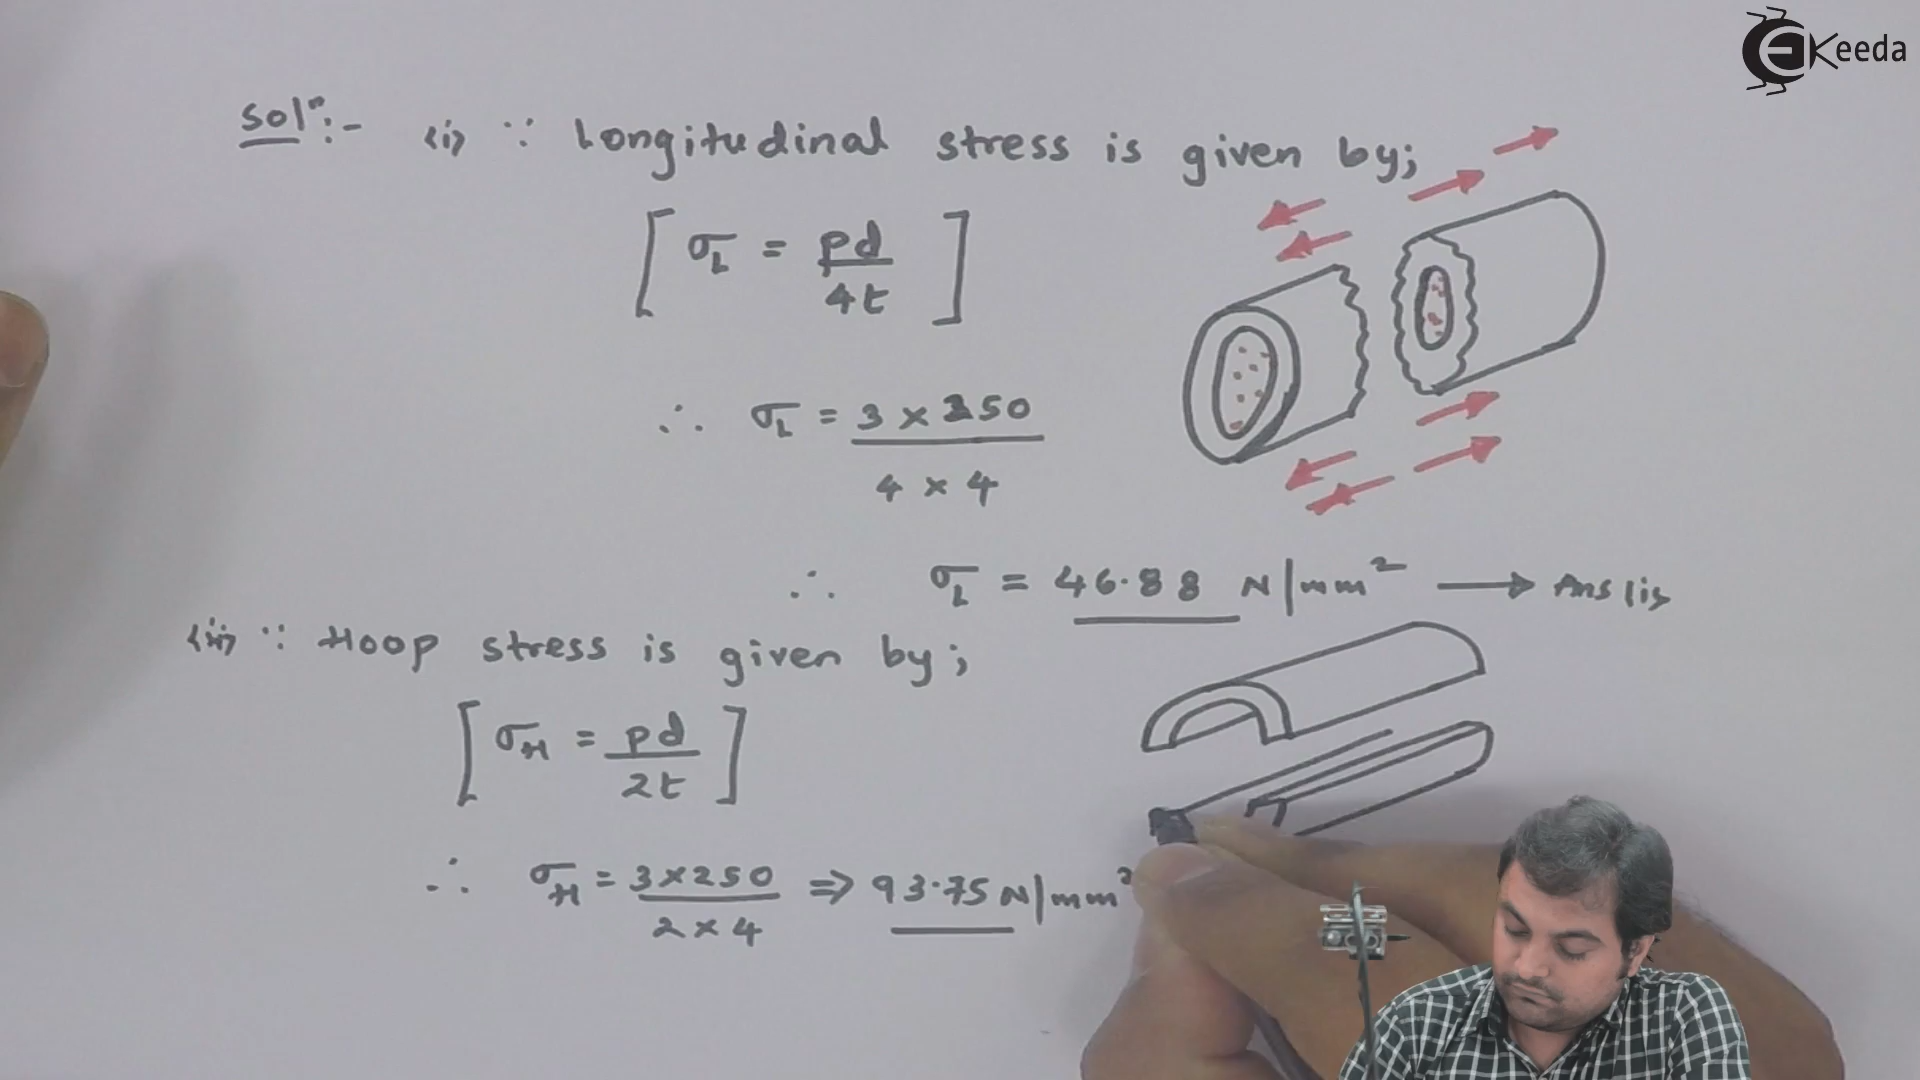 EKeeda
Solⁿ:- (i) ∵ Longitudinal stress is given by;
[σL = pd/4t]
∴ σL = 3 × 250 / 4 × 4
∴ σL = 46.88 N/mm² → Ans (i)
(ii) ∵ Hoop stress is given by;
[σH = pd/2t]
∴ σH = 3×250 / 2×4 ⇒ 93.75 N/mm²